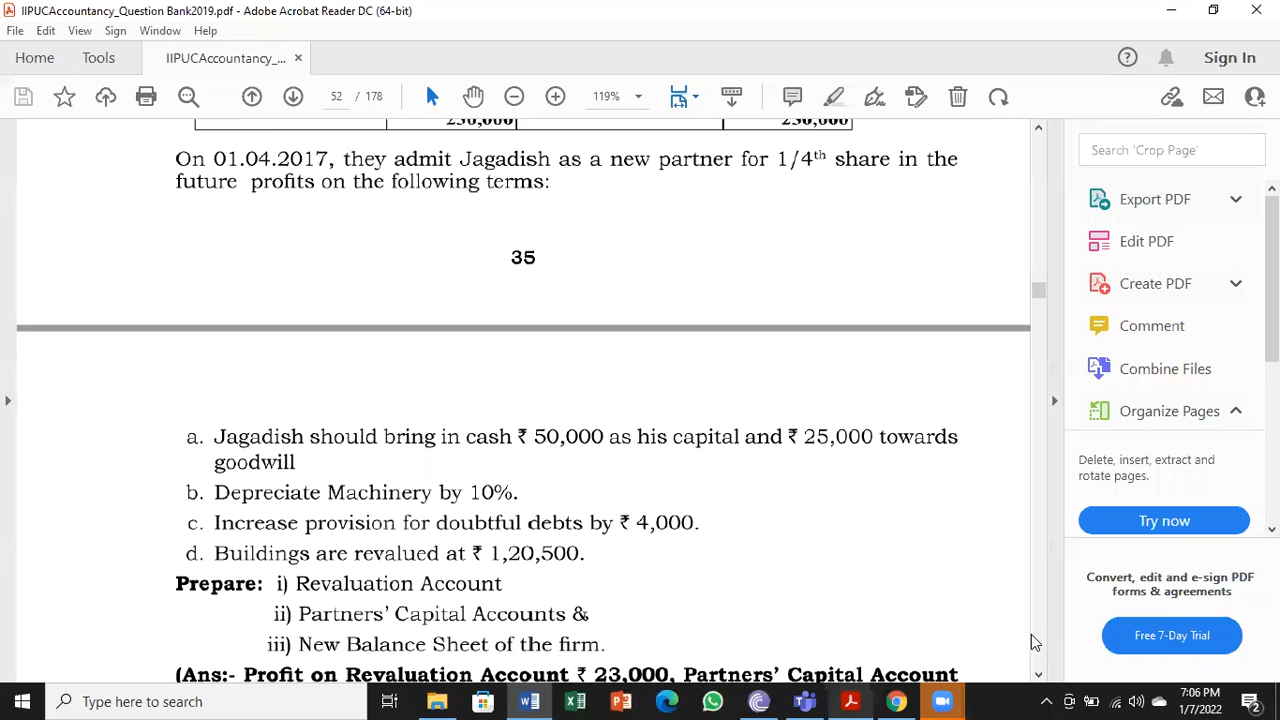 IIPUCAccountancy_Question Bank2019.pdf - Adobe Acrobat Reader DC (64-bit)
File Edit View Sign Window Help
Home Tools IIPUCAccountancy_... × Sign In
52 / 178 119%
230,000 230,000
On 01.04.2017, they admit Jagadish as a new partner for 1/4th share in the
future profits on the following terms:
35
a. Jagadish should bring in cash ₹ 50,000 as his capital and ₹ 25,000 towards
goodwill
b. Depreciate Machinery by 10%.
c. Increase provision for doubtful debts by ₹ 4,000.
d. Buildings are revalued at ₹ 1,20,500.
Prepare: i) Revaluation Account
ii) Partners' Capital Accounts &
iii) New Balance Sheet of the firm.
(Ans:- Profit on Revaluation Account ₹ 23,000, Partners' Capital Account
Search 'Crop Page'
Export PDF
Edit PDF
Create PDF
Comment
Combine Files
Organize Pages
Delete, insert, extract and
rotate pages.
Try now
Convert, edit and e-sign PDF
forms & agreements
Free 7-Day Trial
Type here to search
7:06 PM
1/7/2022
2